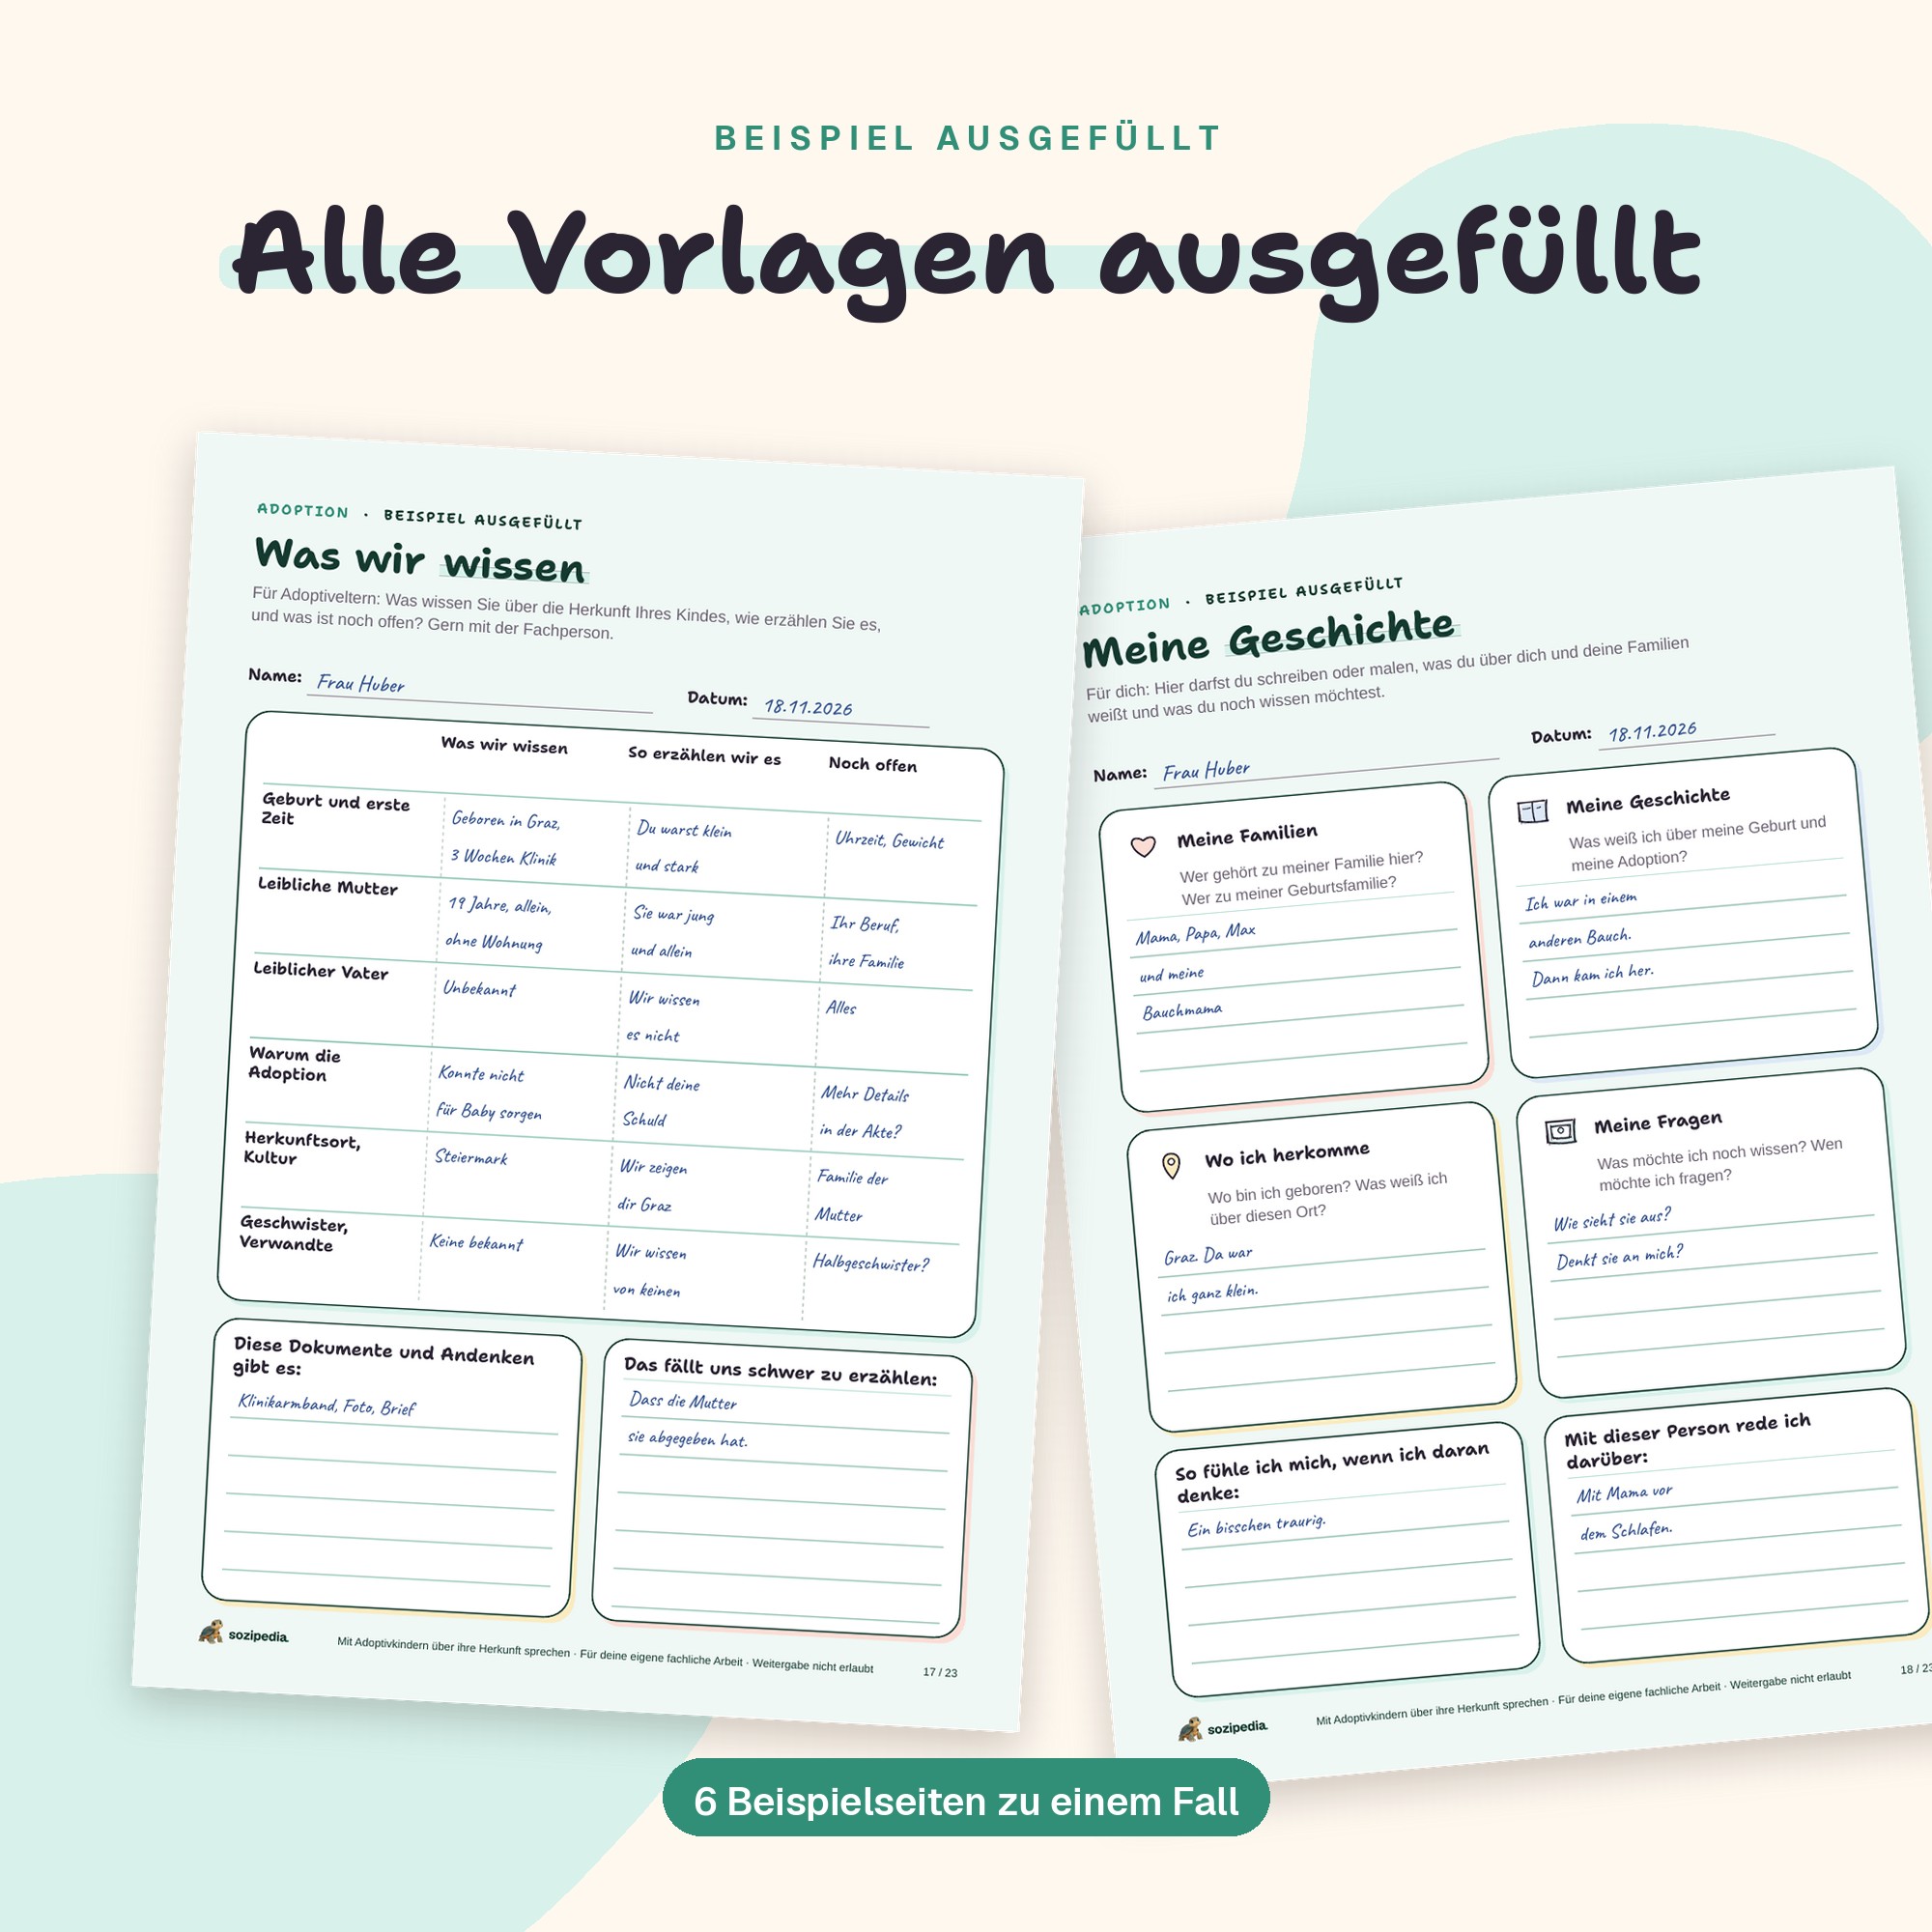 BEISPIEL AUSGEFÜLLT
Alle Vorlagen ausgefüllt
ADOPTION · BEISPIEL AUSGEFÜLLT
Was wir wissen
Für Adoptiveltern: Was wissen Sie über die Herkunft Ihres Kindes, wie erzählen Sie es,
und was ist noch offen? Gern mit der Fachperson.
Name: Frau Huber Datum: 18.11.2026
Was wir wissen So erzählen wir es Noch offen
Geburt und erste
Zeit
Geboren in Graz,
3 Wochen Klinik
Du warst klein
und stark
Uhrzeit, Gewicht
Leibliche Mutter
19 Jahre, allein,
ohne Wohnung
Sie war jung
und allein
Ihr Beruf,
ihre Familie
Leiblicher Vater
Unbekannt
Wir wissen
es nicht
Alles
Warum die
Adoption
Konnte nicht
für Baby sorgen
Nicht deine
Schuld
Mehr Details
in der Akte?
Herkunftsort,
Kultur
Steiermark
Wir zeigen
dir Graz
Familie der
Mutter
Geschwister,
Verwandte
Keine bekannt
Wir wissen
von keinen
Halbgeschwister?
Diese Dokumente und Andenken
gibt es:
Klinikarmband, Foto, Brief
Das fällt uns schwer zu erzählen:
Dass die Mutter
sie abgegeben hat.
sozipedia. Mit Adoptivkindern über ihre Herkunft sprechen · Für deine eigene fachliche Arbeit · Weitergabe nicht erlaubt 17 / 23
ADOPTION · BEISPIEL AUSGEFÜLLT
Meine Geschichte
Für dich: Hier darfst du schreiben oder malen, was du über dich und deine Familien
weißt und was du noch wissen möchtest.
Name: Frau Huber Datum: 18.11.2026
Meine Familien
Wer gehört zu meiner Familie hier?
Wer zu meiner Geburtsfamilie?
Mama, Papa, Max
und meine
Bauchmama
Meine Geschichte
Was weiß ich über meine Geburt und
meine Adoption?
Ich war in einem
anderen Bauch.
Dann kam ich her.
Wo ich herkomme
Wo bin ich geboren? Was weiß ich
über diesen Ort?
Graz. Da war
ich ganz klein.
Meine Fragen
Was möchte ich noch wissen? Wen
möchte ich fragen?
Wie sieht sie aus?
Denkt sie an mich?
So fühle ich mich, wenn ich daran
denke:
Ein bisschen traurig.
Mit dieser Person rede ich
darüber:
Mit Mama vor
dem Schlafen.
sozipedia. Mit Adoptivkindern über ihre Herkunft sprechen · Für deine eigene fachliche Arbeit · Weitergabe nicht erlaubt 18 / 23
6 Beispielseiten zu einem Fall